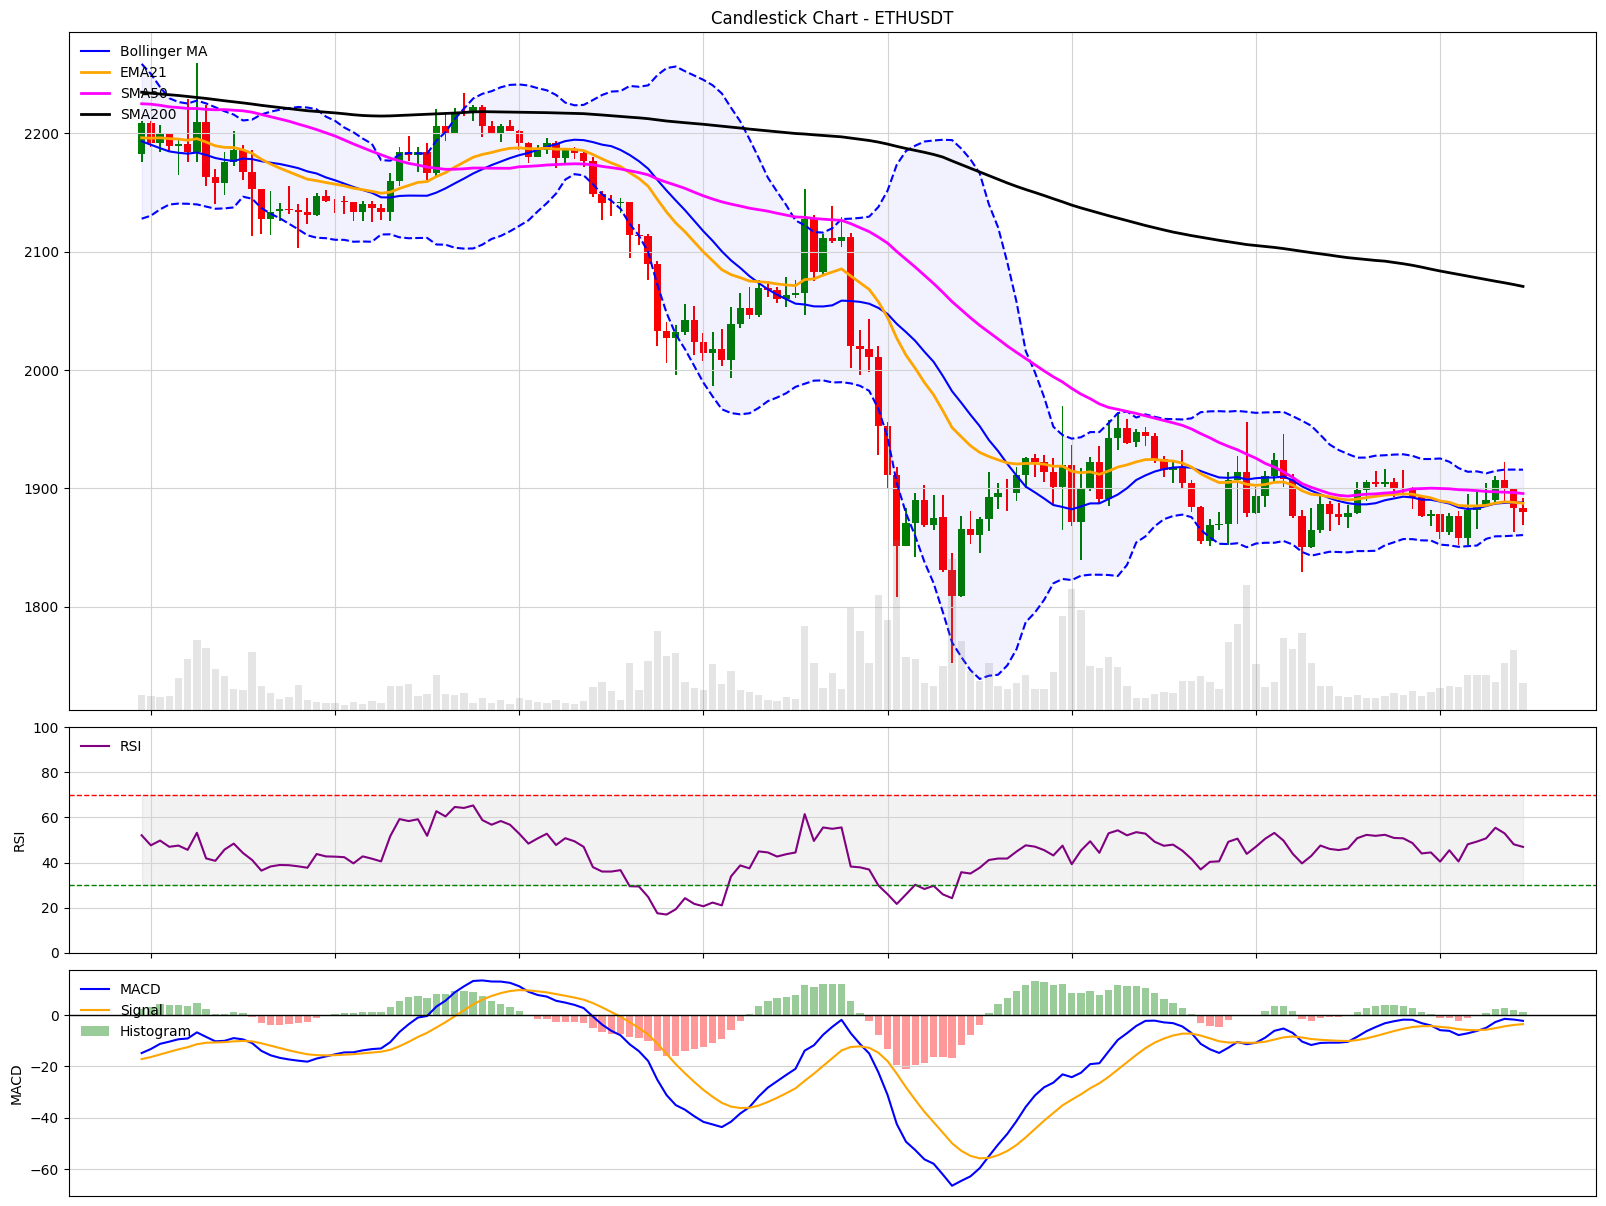 Candlestick Chart - ETHUSDT
Bollinger MA
EMA21
SMA50
SMA200
2200
2100
2000
1900
1800
100
80
60
40
20
0
RSI
RSI
0
−20
−40
−60
MACD
MACD
Signal
Histogram